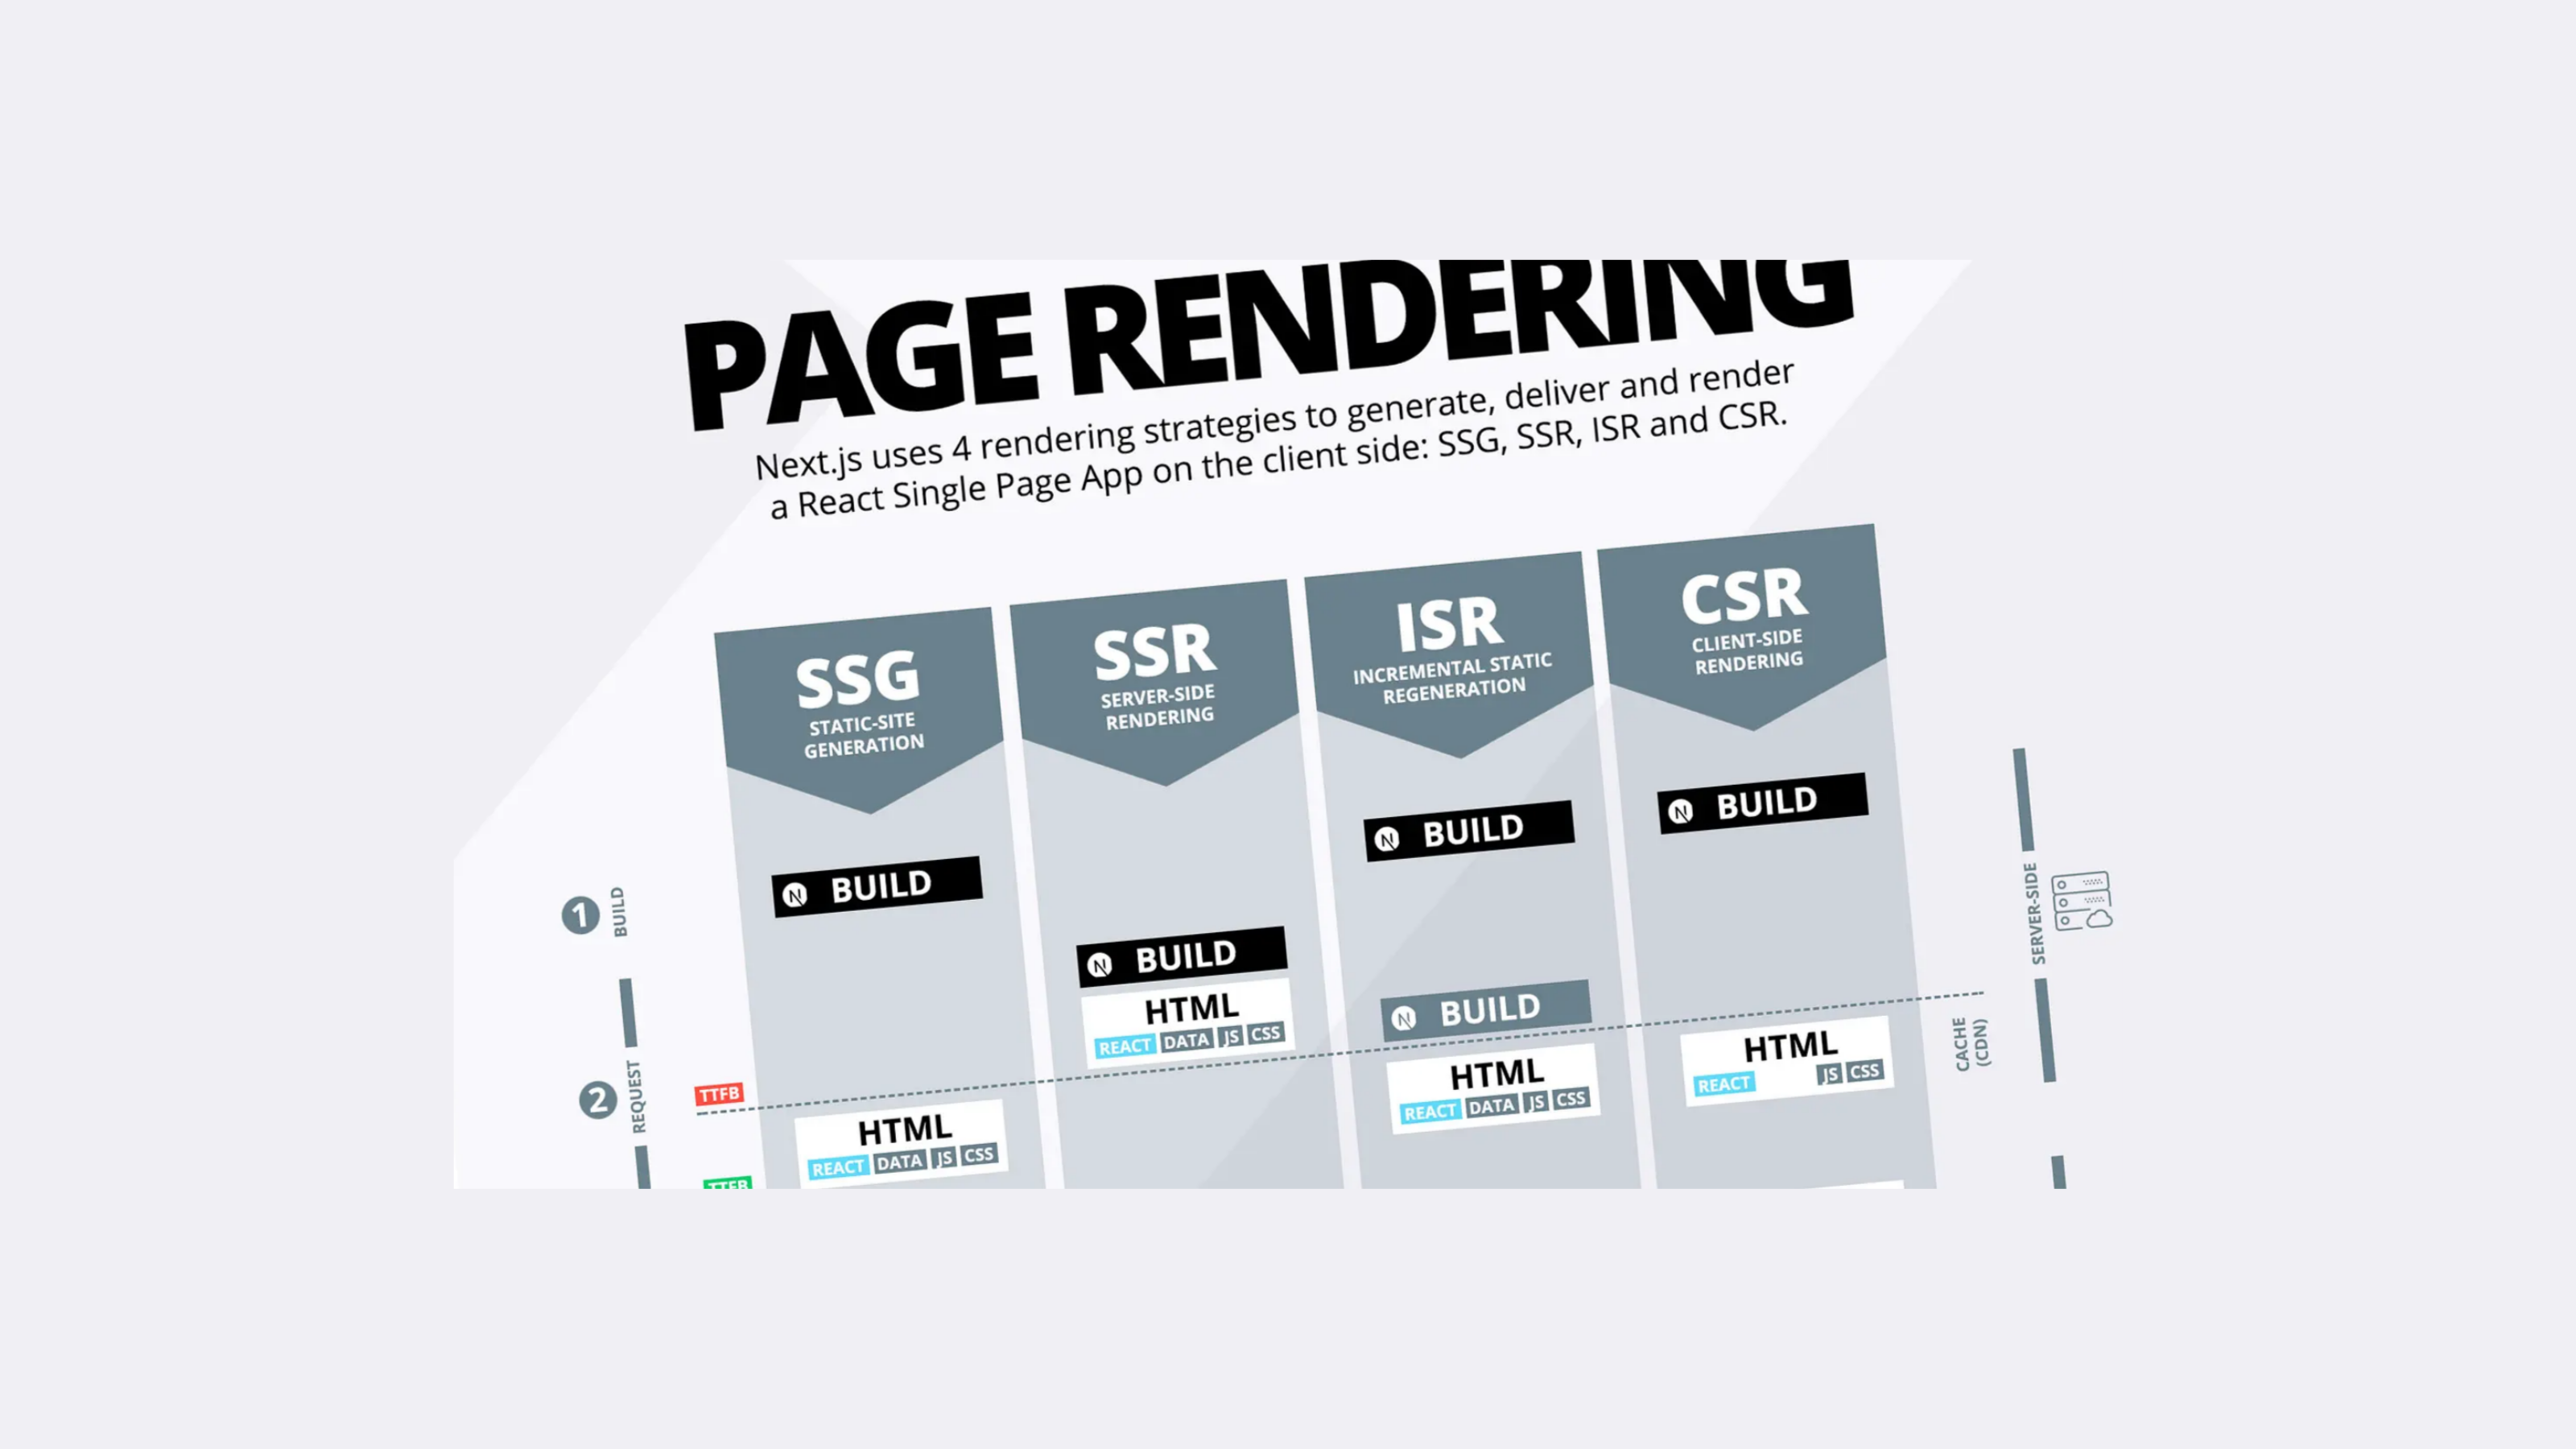 PAGE RENDERING
Next.js uses 4 rendering strategies to generate, deliver and render
a React Single Page App on the client side: SSG, SSR, ISR and CSR.
SSG
STATIC-SITE
GENERATION
SSR
SERVER-SIDE
RENDERING
ISR
INCREMENTAL STATIC
REGENERATION
CSR
CLIENT-SIDE
RENDERING
1 BUILD
N BUILD
N BUILD
N BUILD
N BUILD
N BUILD
SERVER-SIDE
2 REQUEST
TTFB
HTML
REACT DATA JS CSS
HTML
REACT DATA JS CSS
HTML
REACT DATA JS CSS
HTML
REACT JS CSS
CACHE
(CDN)
TTFB